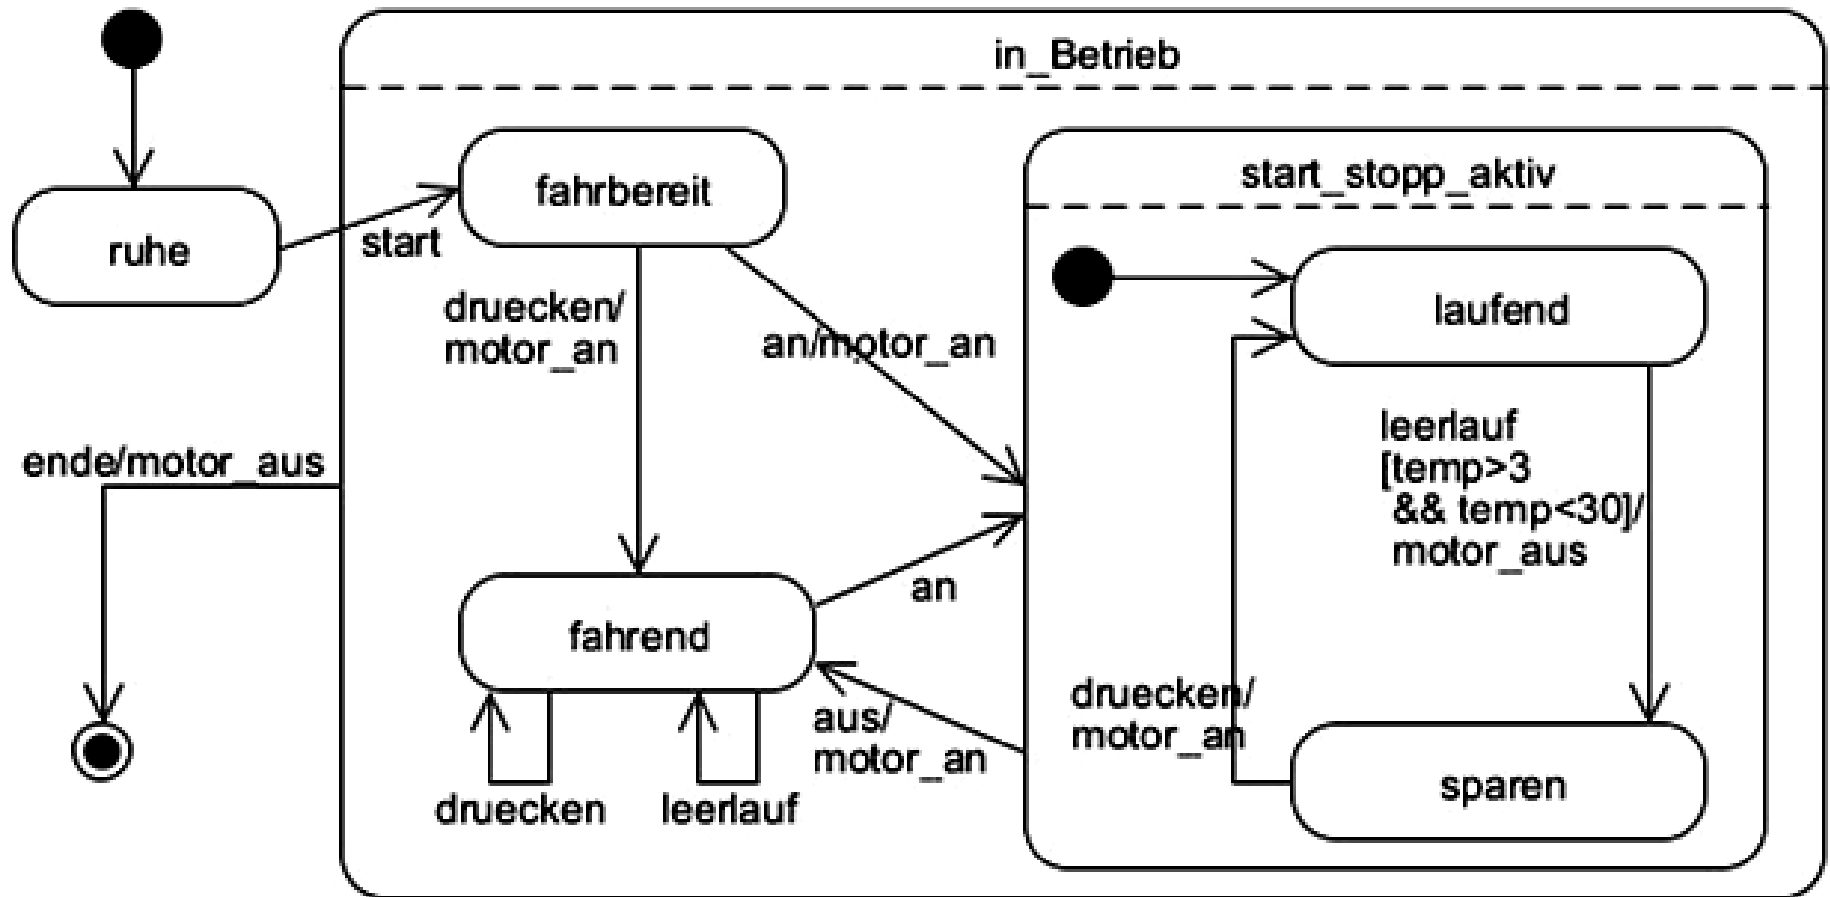 in_Betrieb
start_stopp_aktiv
fahrbereit
ruhe
start
laufend
druecken/
motor_an
an/motor_an
leerlauf
[temp>3
&& temp<30]/
motor_aus
ende/motor_aus
an
fahrend
aus/
motor_an
druecken/
motor_an
sparen
druecken
leerlauf